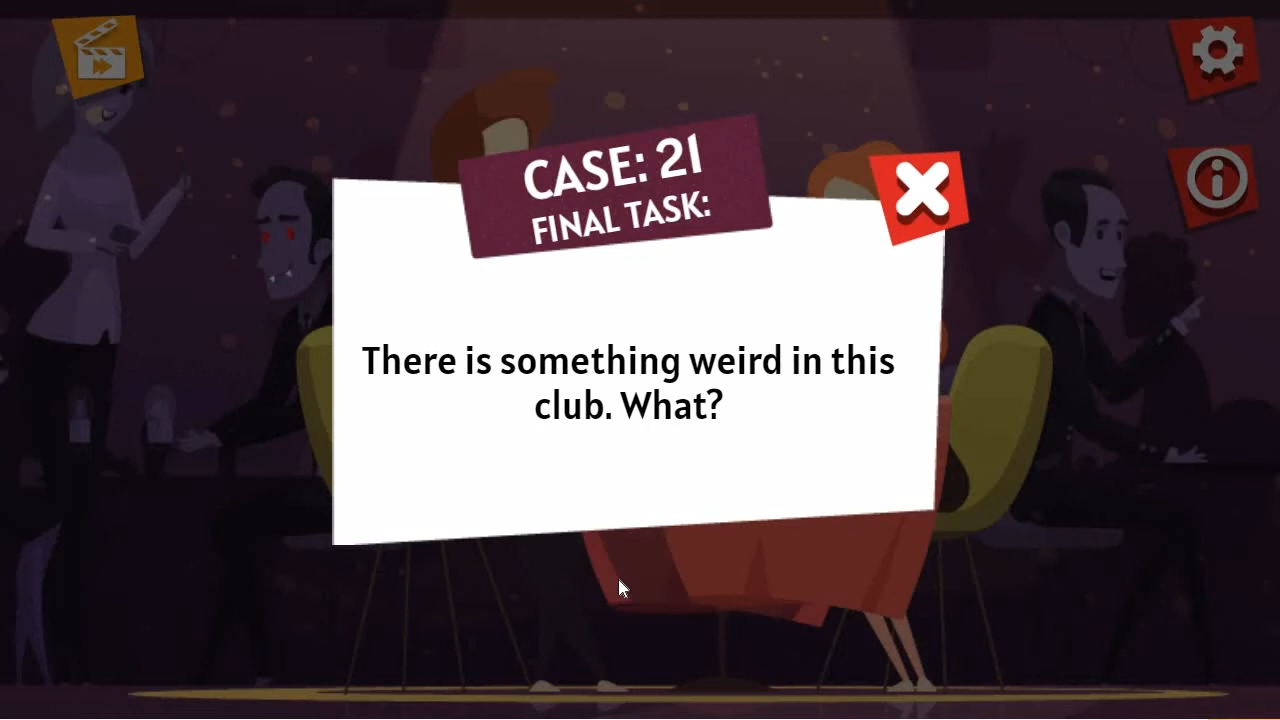 CASE: 21
FINAL TASK:
There is something weird in this
club. What?